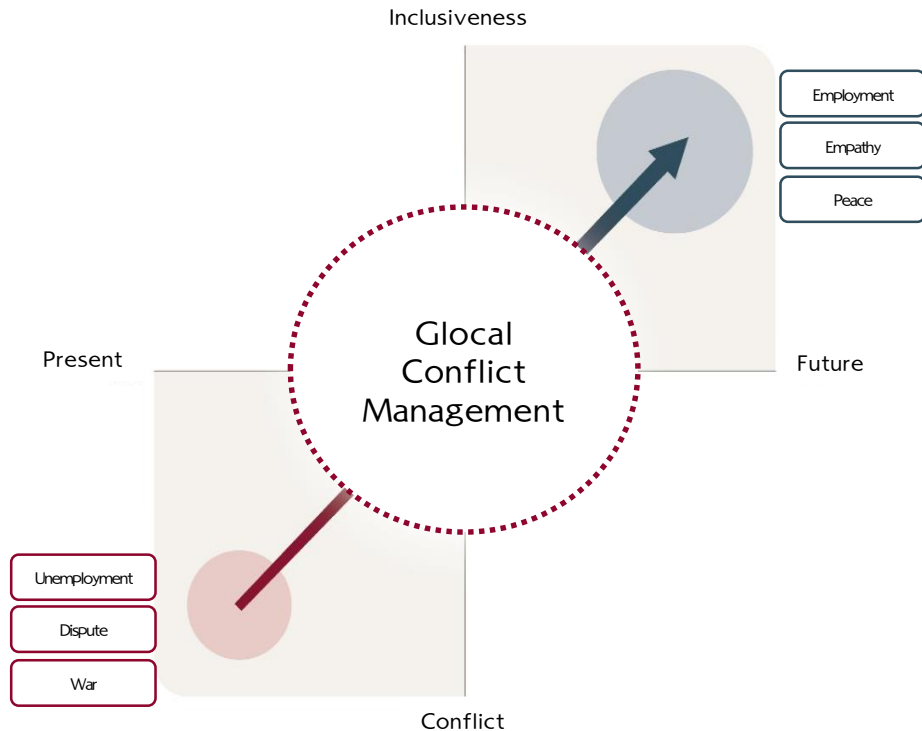 Inclusiveness
Employment
Empathy
Peace
Glocal
Conflict
Management
Present
Future
Unemployment
Dispute
War
Conflict